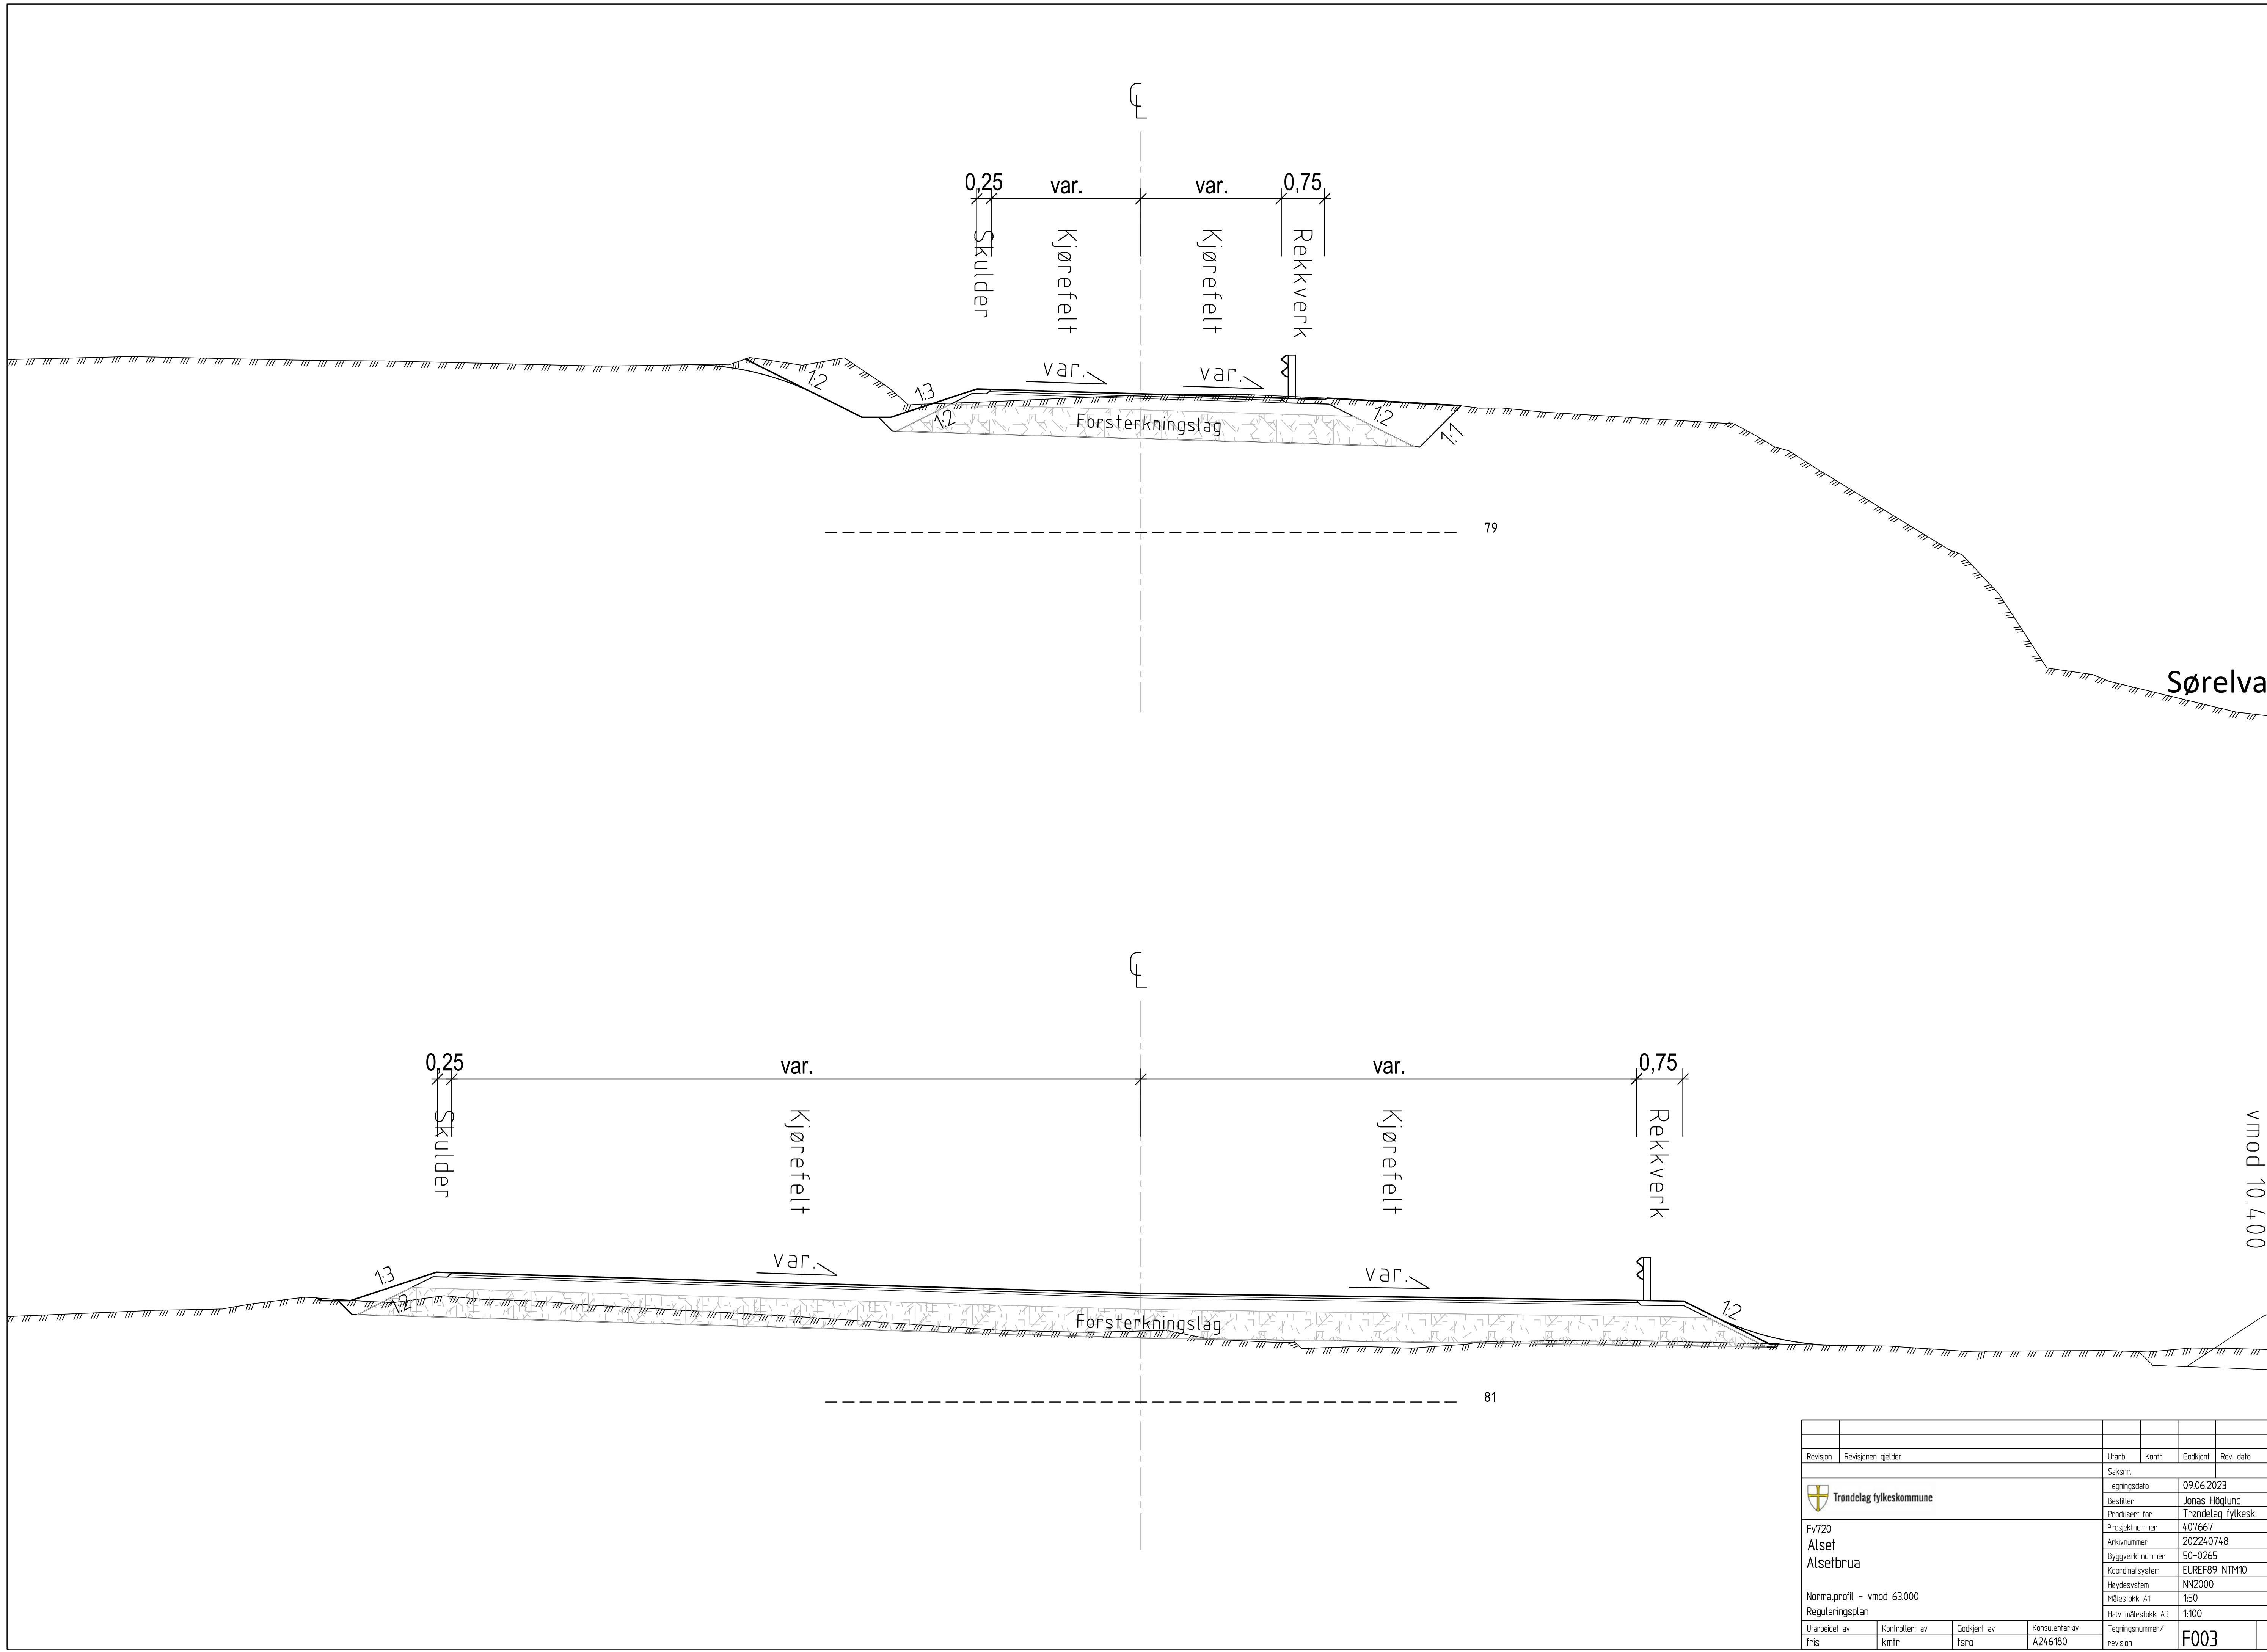 0,25 var. var. 0,75
Skulder Kjørefelt Kjørefelt Rekkverk
var. var.
1:2 1:3 1:2 1:2 1:1
Forsterkningslag
79
Sørelva
0,25 var. var. 0,75
Skulder Kjørefelt Kjørefelt Rekkverk
vmod 10.400
var. var.
1:3 1:2 1:2
Forsterkningslag
81
Revisjon Revisjonen gjelder Utarb Kontr Godkjent Rev. dato
Saksnr.
Trøndelag fylkeskommune
Tegningsdato 09.06.2023
Bestiller Jonas Höglund
Produsert for Trøndelag fylkesk.
Fv720
Alset
Alsetbrua
Normalprofil - vmod 63.000
Reguleringsplan
Prosjektnummer 407667
Arkivnummer 202240748
Byggverk nummer 50-0265
Koordinatsystem EUREF89 NTM10
Høydesystem NN2000
Målestokk A1 1:50
Halv målestokk A3 1:100
Utarbeidet av Kontrollert av Godkjent av Konsulentarkiv
fris kmtr tsro A246180
Tegningsnummer/
revisjon F003